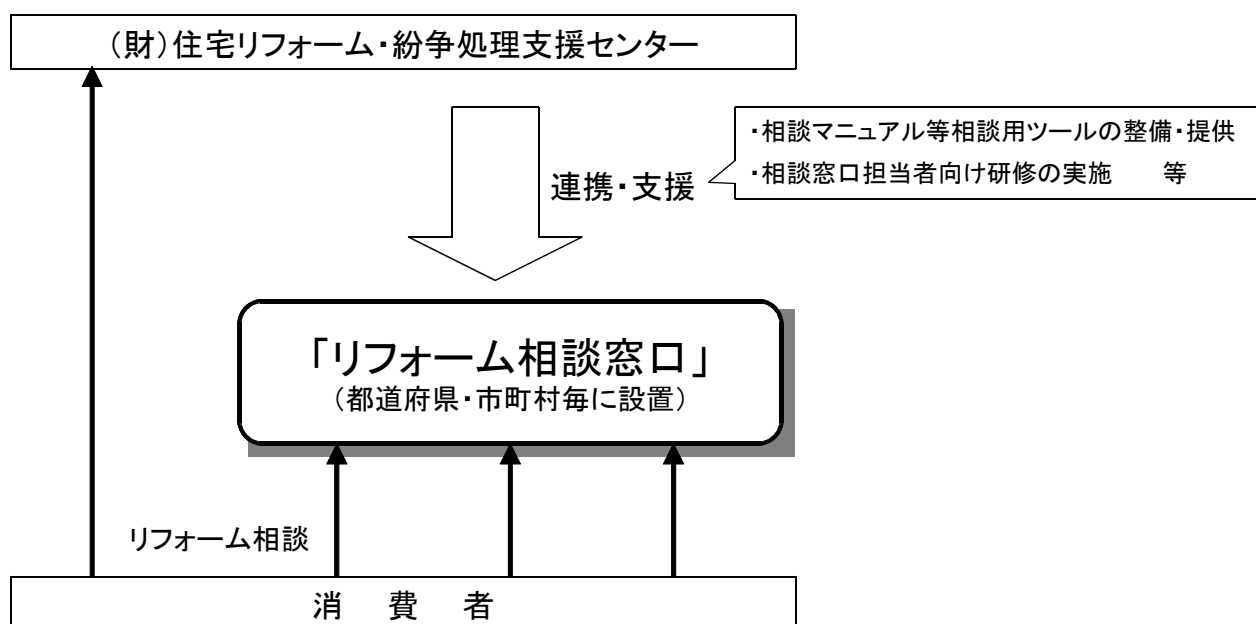 (財)住宅リフォーム・紛争処理支援センター
・相談マニュアル等相談用ツールの整備・提供
・相談窓口担当者向け研修の実施　　等
連携・支援
「リフォーム相談窓口」
(都道府県・市町村毎に設置)
リフォーム相談
消　費　者